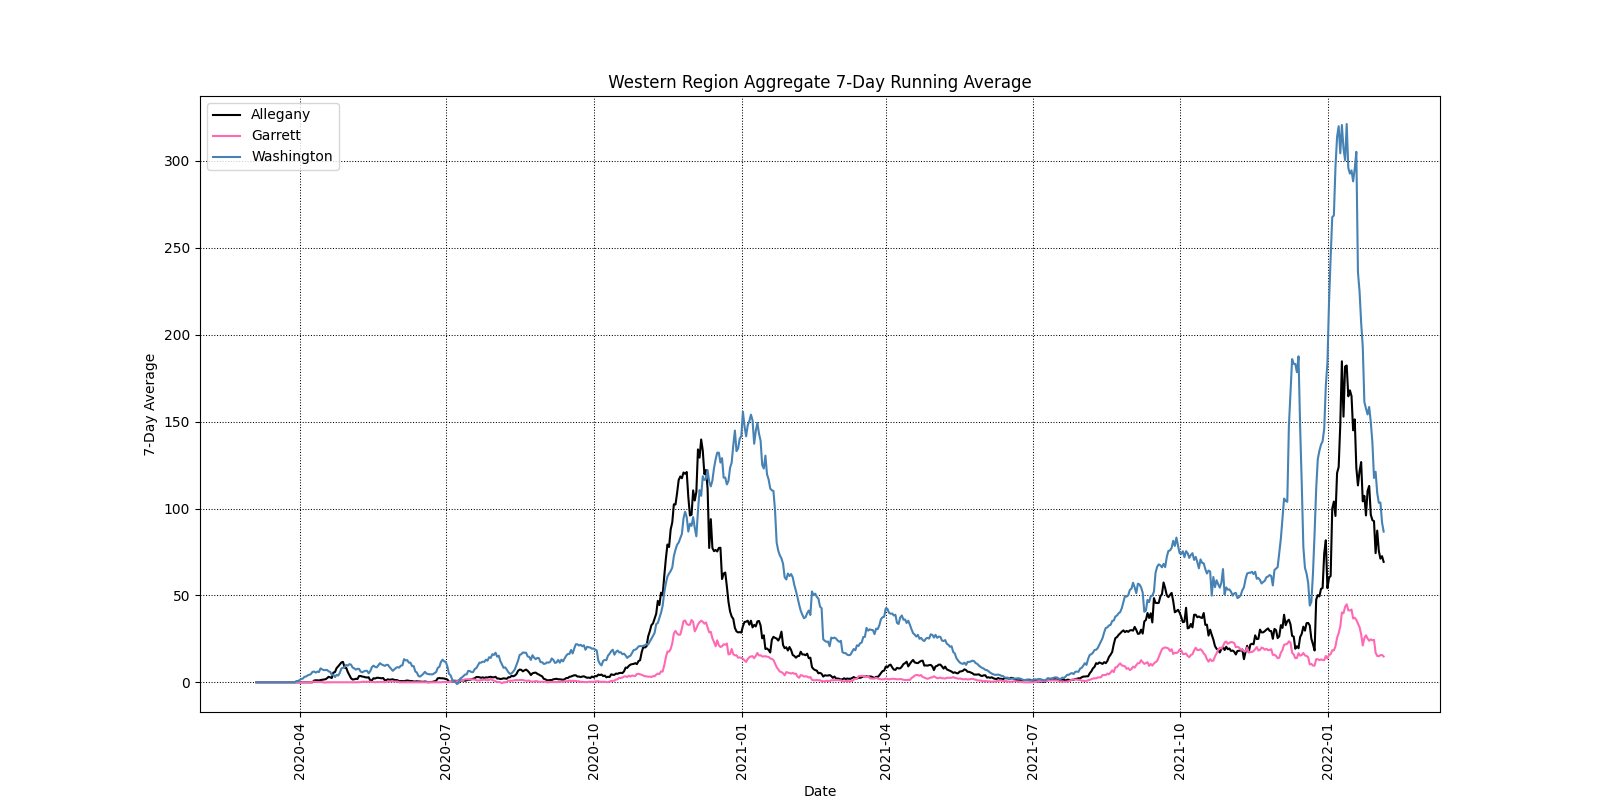 Western Region Aggregate 7-Day Running Average
Allegany
Garrett
Washington
7-Day Average
300
250
200
150
100
50
0
2020-04
2020-07
2020-10
2021-01
2021-04
2021-07
2021-10
2022-01
Date